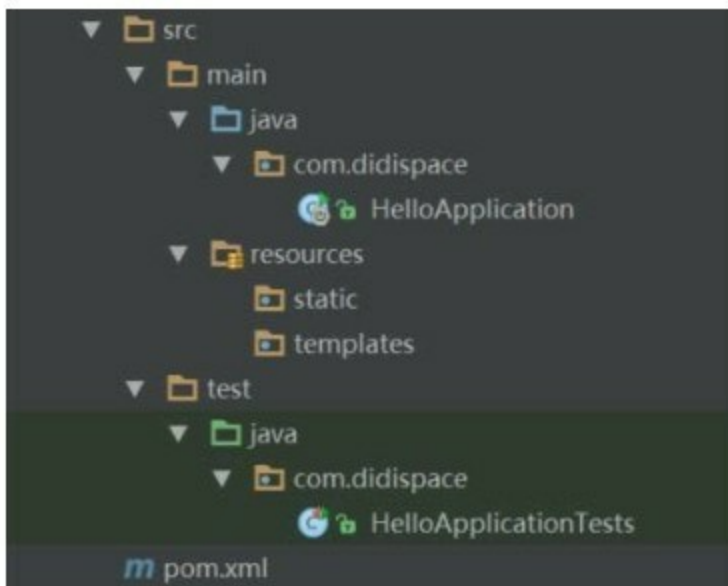 src
main
java
com.didispace
HelloApplication
resources
static
templates
test
java
com.didispace
HelloApplicationTests
m pom.xml